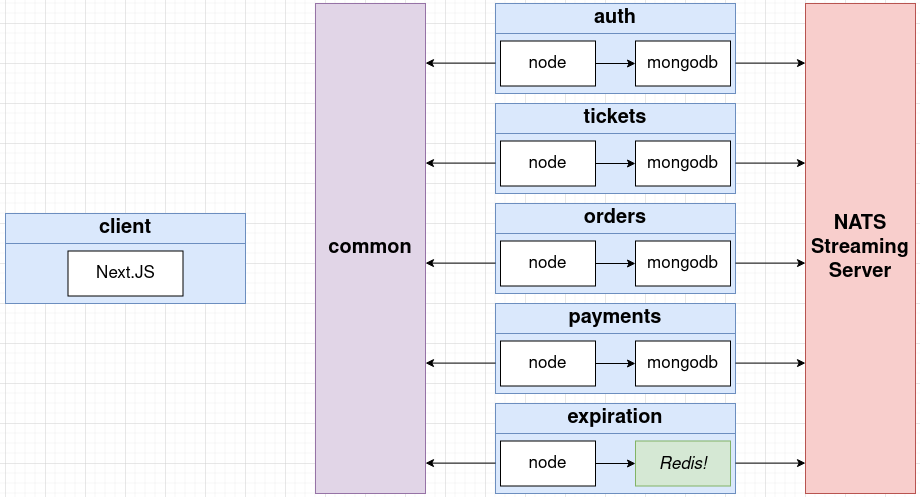 client
Next.JS
common
auth
node
mongodb
tickets
node
mongodb
orders
node
mongodb
payments
node
mongodb
expiration
node
Redis!
NATS
Streaming
Server